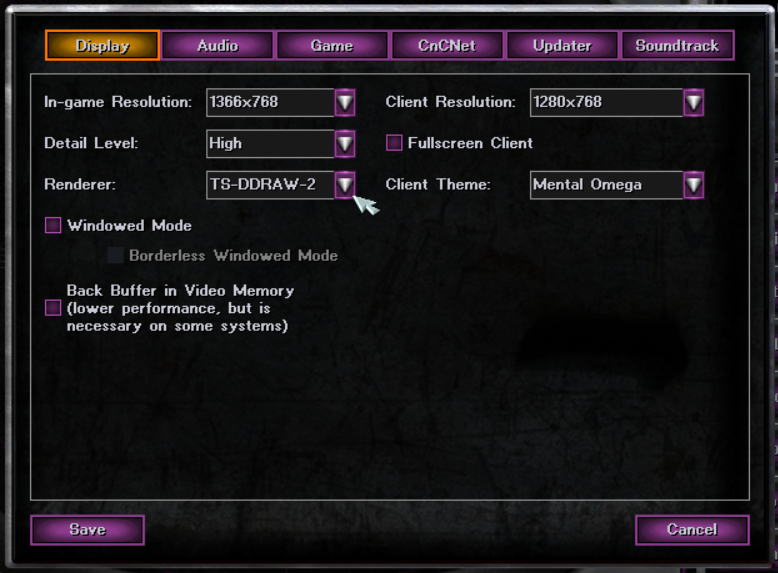 Display Audio Game CnCNet Updater Soundtrack
In-game Resolution: 1366x768 Client Resolution: 1280x768
Detail Level: High Fullscreen Client
Renderer: TS-DDRAW-2 Client Theme: Mental Omega
Windowed Mode
Borderless Windowed Mode
Back Buffer in Video Memory
(lower performance, but is
necessary on some systems)
Save Cancel